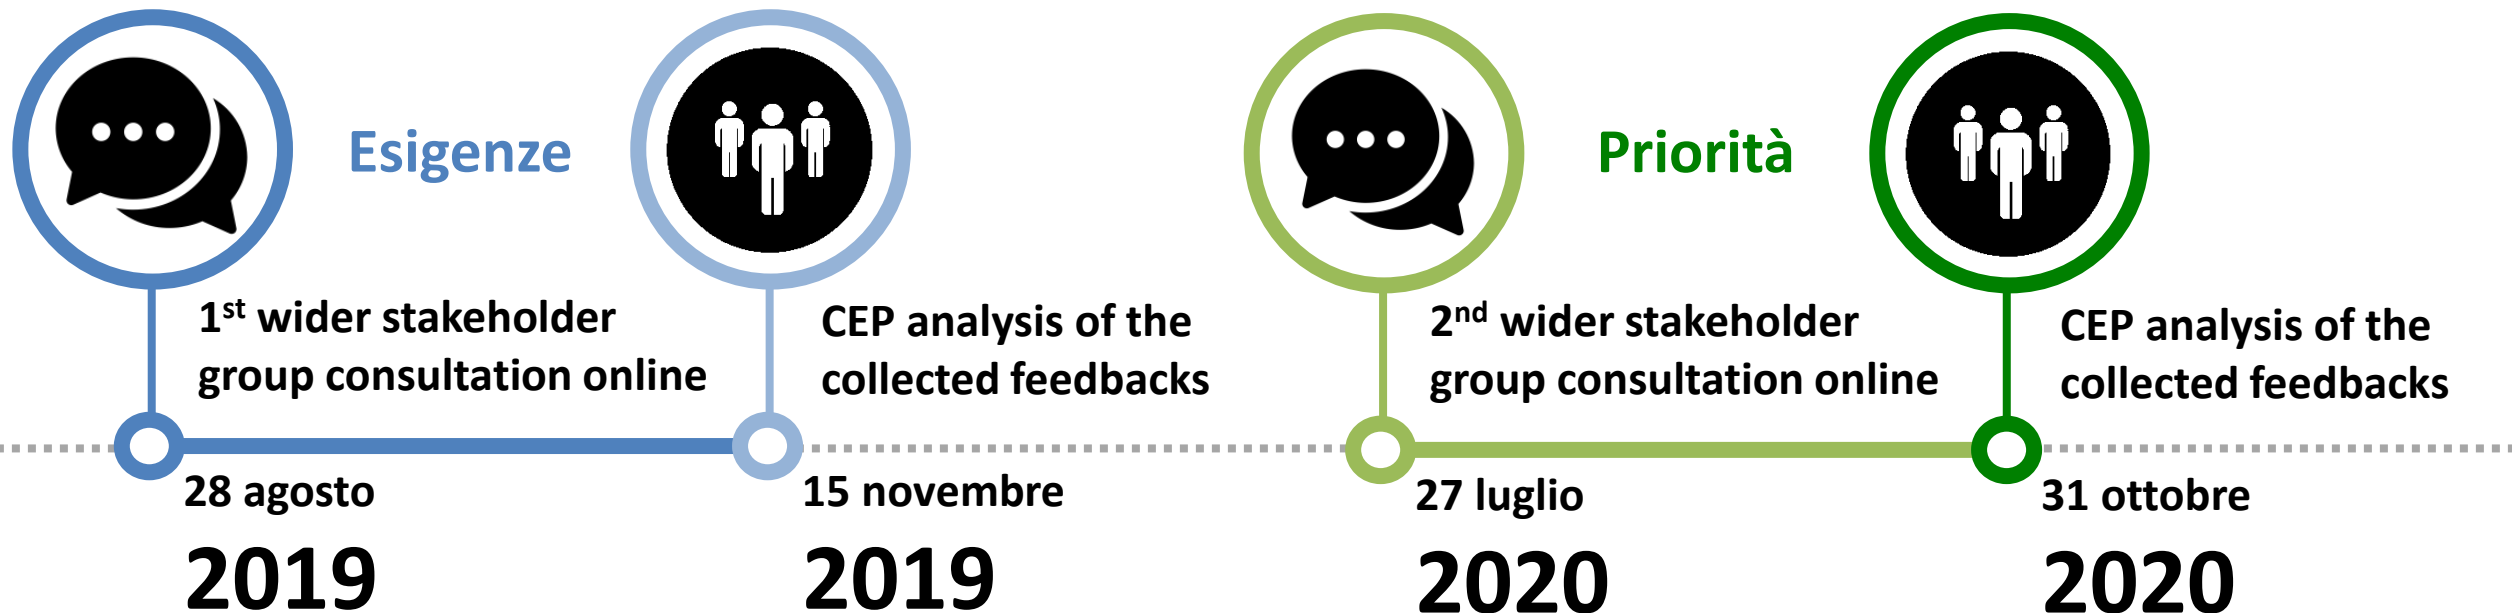 Esigenze
Priorità
1st wider stakeholder
group consultation online
CEP analysis of the
collected feedbacks
2nd wider stakeholder
group consultation online
CEP analysis of the
collected feedbacks
28 agosto
2019
15 novembre
2019
27 luglio
2020
31 ottobre
2020